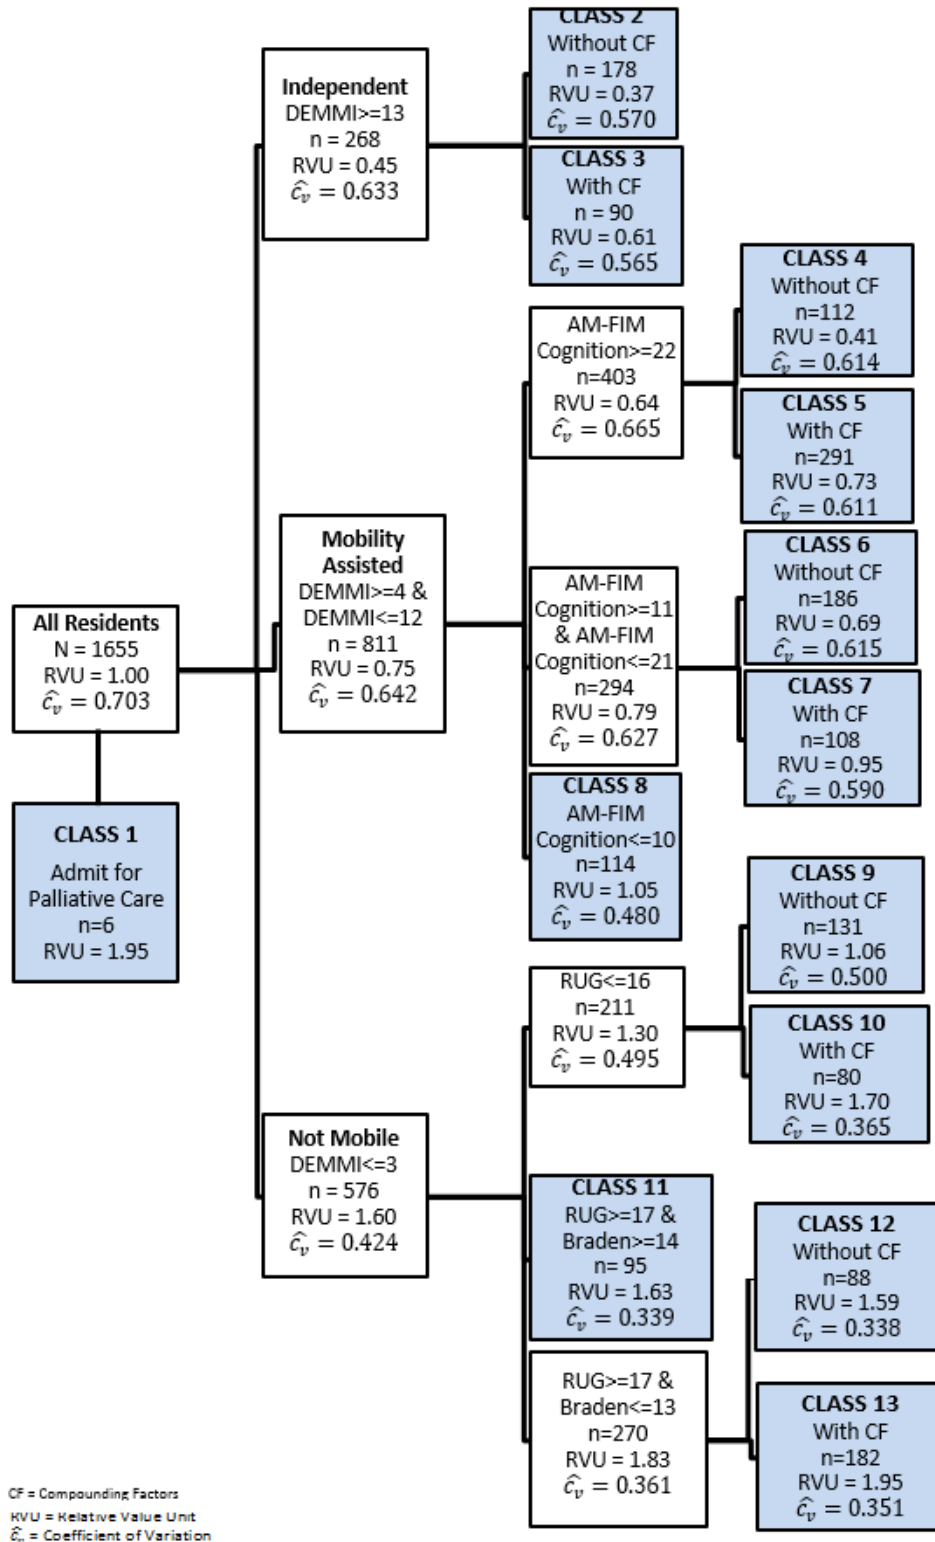 All Residents
N = 1655
RVU = 1.00
ĉᵥ = 0.703
CLASS 1
Admit for
Palliative Care
n=6
RVU = 1.95
Independent
DEMMI>=13
n = 268
RVU = 0.45
ĉᵥ = 0.633
CLASS 2
Without CF
n = 178
RVU = 0.37
ĉᵥ = 0.570
CLASS 3
With CF
n = 90
RVU = 0.61
ĉᵥ = 0.565
Mobility
Assisted
DEMMI>=4 &
DEMMI<=12
n = 811
RVU = 0.75
ĉᵥ = 0.642
AM-FIM
Cognition>=22
n=403
RVU = 0.64
ĉᵥ = 0.665
CLASS 4
Without CF
n=112
RVU = 0.41
ĉᵥ = 0.614
CLASS 5
With CF
n=291
RVU = 0.73
ĉᵥ = 0.611
AM-FIM
Cognition>=11
& AM-FIM
Cognition<=21
n=294
RVU = 0.79
ĉᵥ = 0.627
CLASS 6
Without CF
n=186
RVU = 0.69
ĉᵥ = 0.615
CLASS 7
With CF
n=108
RVU = 0.95
ĉᵥ = 0.590
CLASS 8
AM-FIM
Cognition<=10
n=114
RVU = 1.05
ĉᵥ = 0.480
Not Mobile
DEMMI<=3
n = 576
RVU = 1.60
ĉᵥ = 0.424
RUG<=16
n=211
RVU = 1.30
ĉᵥ = 0.495
CLASS 9
Without CF
n=131
RVU = 1.06
ĉᵥ = 0.500
CLASS 10
With CF
n=80
RVU = 1.70
ĉᵥ = 0.365
CLASS 11
RUG>=17 &
Braden>=14
n= 95
RVU = 1.63
ĉᵥ = 0.339
RUG>=17 &
Braden<=13
n=270
RVU = 1.83
ĉᵥ = 0.361
CLASS 12
Without CF
n=88
RVU = 1.59
ĉᵥ = 0.338
CLASS 13
With CF
n=182
RVU = 1.95
ĉᵥ = 0.351
CF = Compounding Factors
RVU = Relative Value Unit
ĉᵥ = Coefficient of Variation